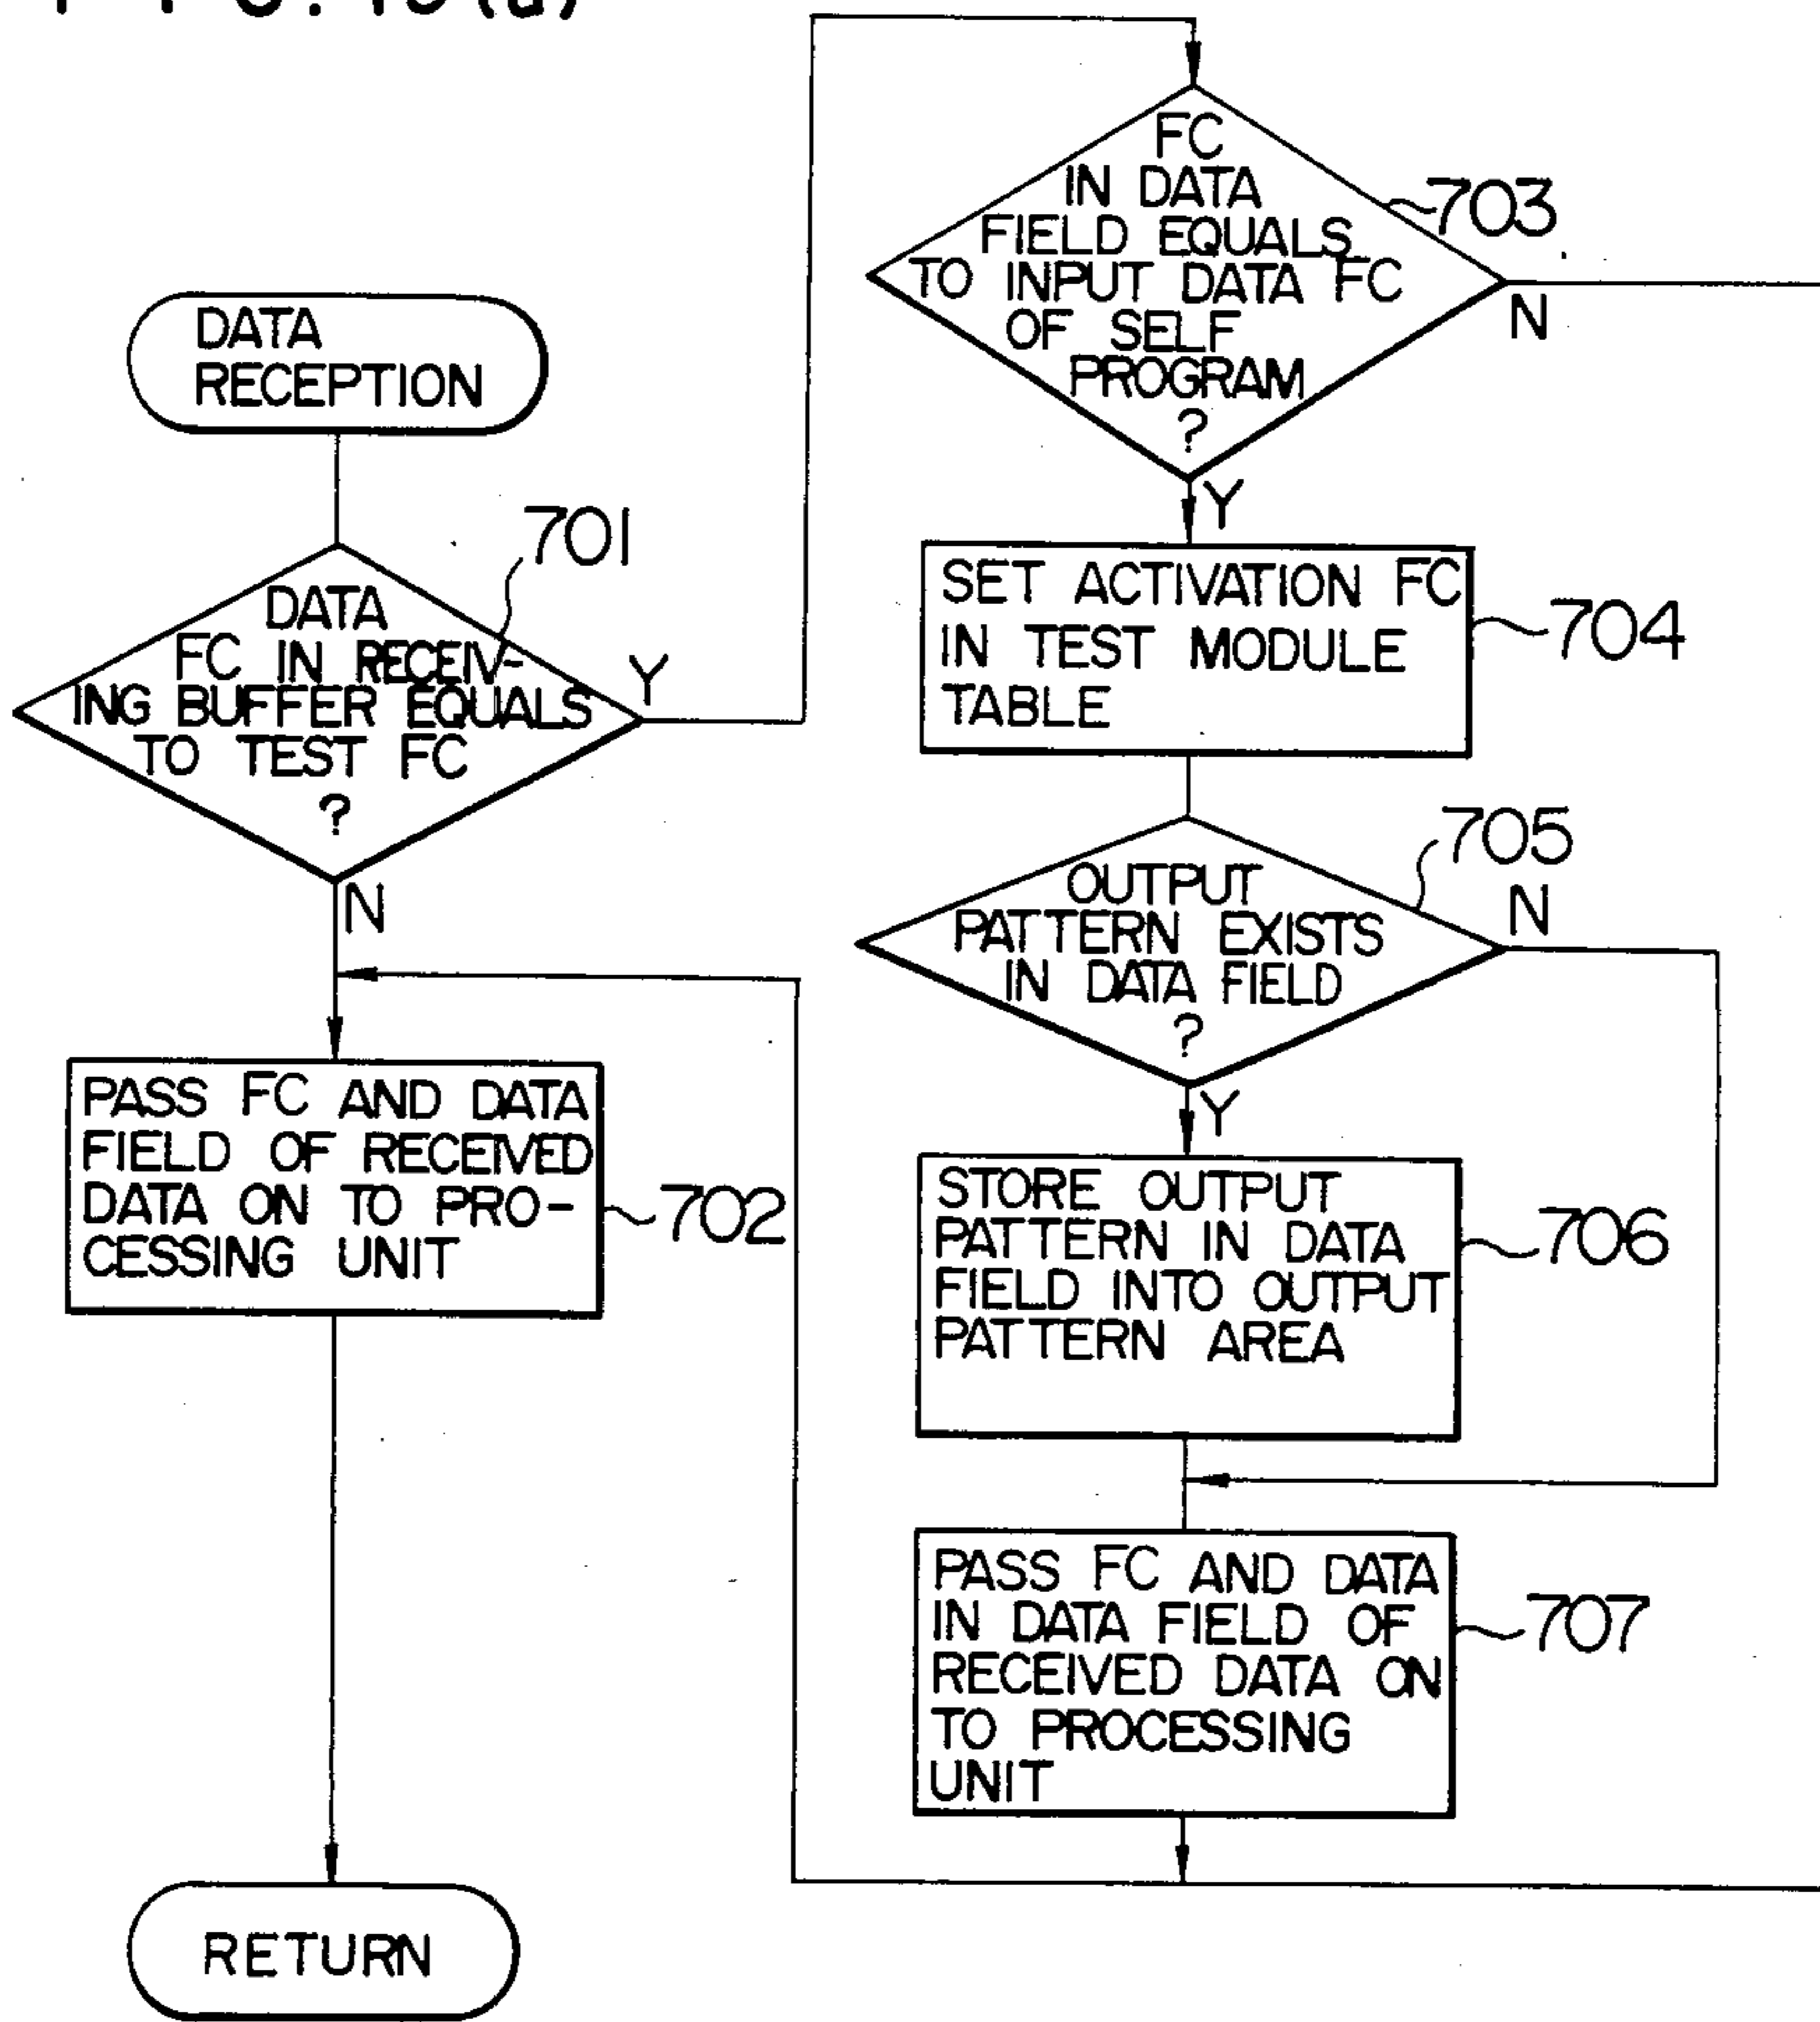 DATA
RECEPTION
701
DATA
FC IN RECEIV-
ING BUFFER EQUALS
TO TEST FC
?
Y
N
PASS FC AND DATA
FIELD OF RECEIVED
DATA ON TO PRO-
CESSING UNIT
702
RETURN
FC
IN DATA
FIELD EQUALS
TO INPUT DATA FC
OF SELF
PROGRAM
?
703
N
Y
SET ACTIVATION FC
IN TEST MODULE
TABLE
704
705
OUTPUT
PATTERN EXISTS
IN DATA FIELD
?
N
Y
STORE OUTPUT
PATTERN IN DATA
FIELD INTO OUTPUT
PATTERN AREA
706
PASS FC AND DATA
IN DATA FIELD OF
RECEIVED DATA ON
TO PROCESSING
UNIT
707